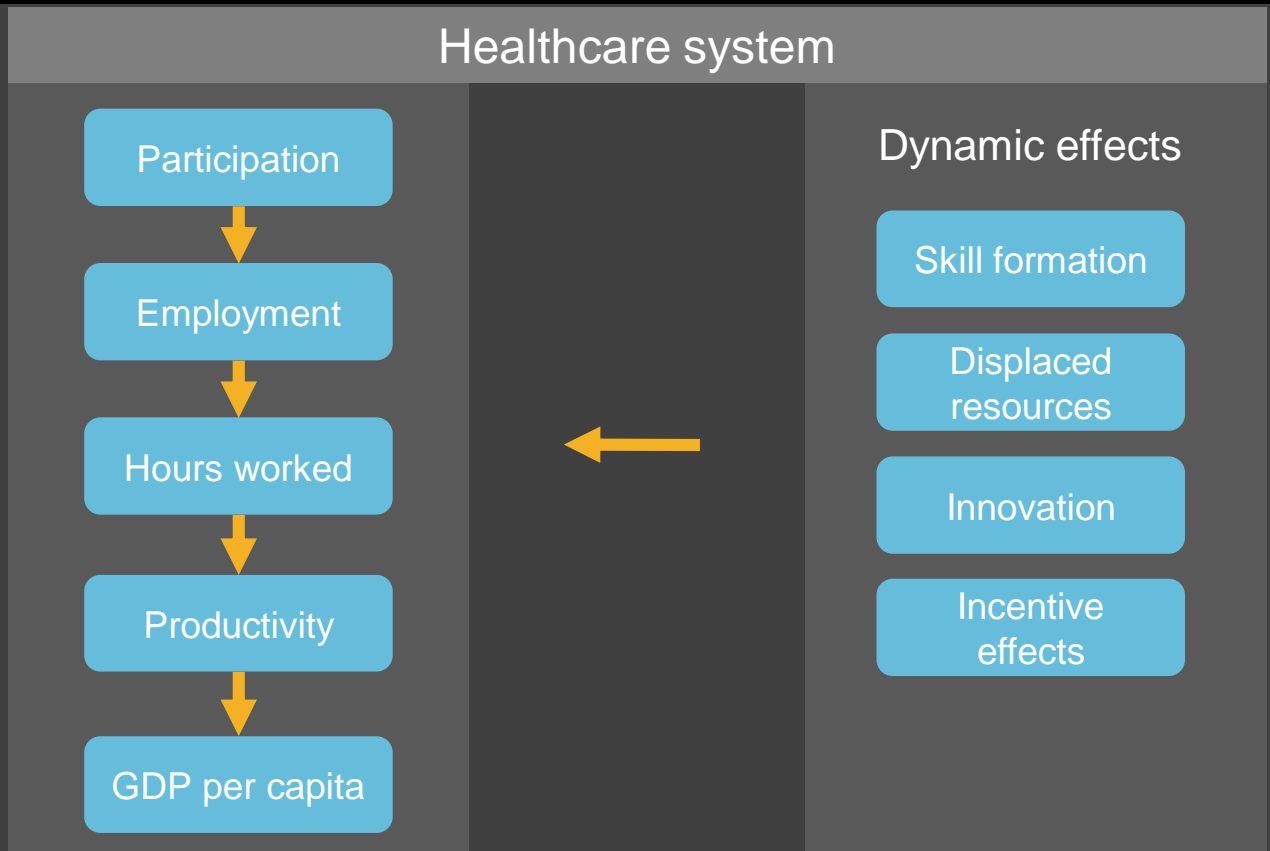 Healthcare system
Participation
Employment
Hours worked
Productivity
GDP per capita
Dynamic effects
Skill formation
Displaced
resources
Innovation
Incentive
effects